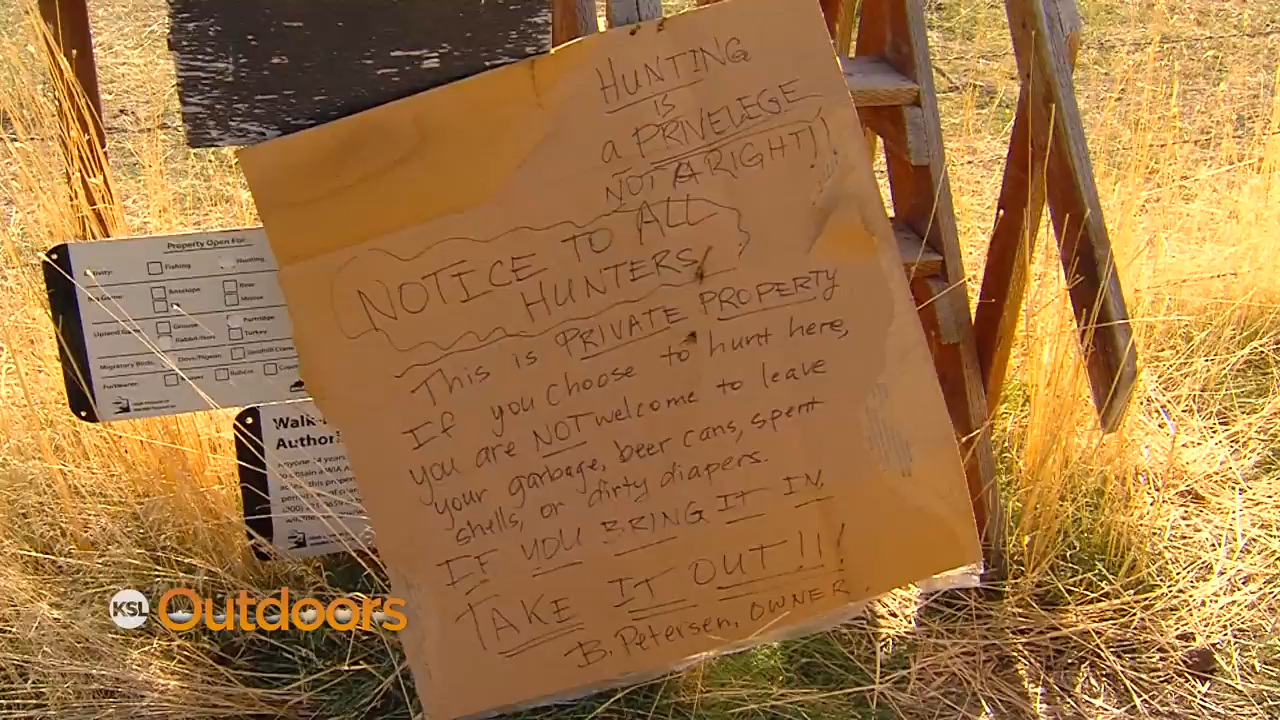 HUNTING
IS
a PRIVELEGE
NOT A RIGHT!!
NOTICE TO ALL
HUNTERS!
This is PRIVATE PROPERTY
If you choose to hunt here,
you are NOT welcome to leave
your garbage, beer cans, spent
shells, or dirty diapers.
IF YOU BRING IT IN,
TAKE IT OUT!!!
B. Petersen, OWNER
Property Open For
Fishing Hunting
Antelope Deer
Moose
Grouse Partridge
Rabbit/Hare Turkey
Migratory Birds: Dove/Pigeon
Furbearer:
Bobcat
Walk-
Author
KSL Outdoors